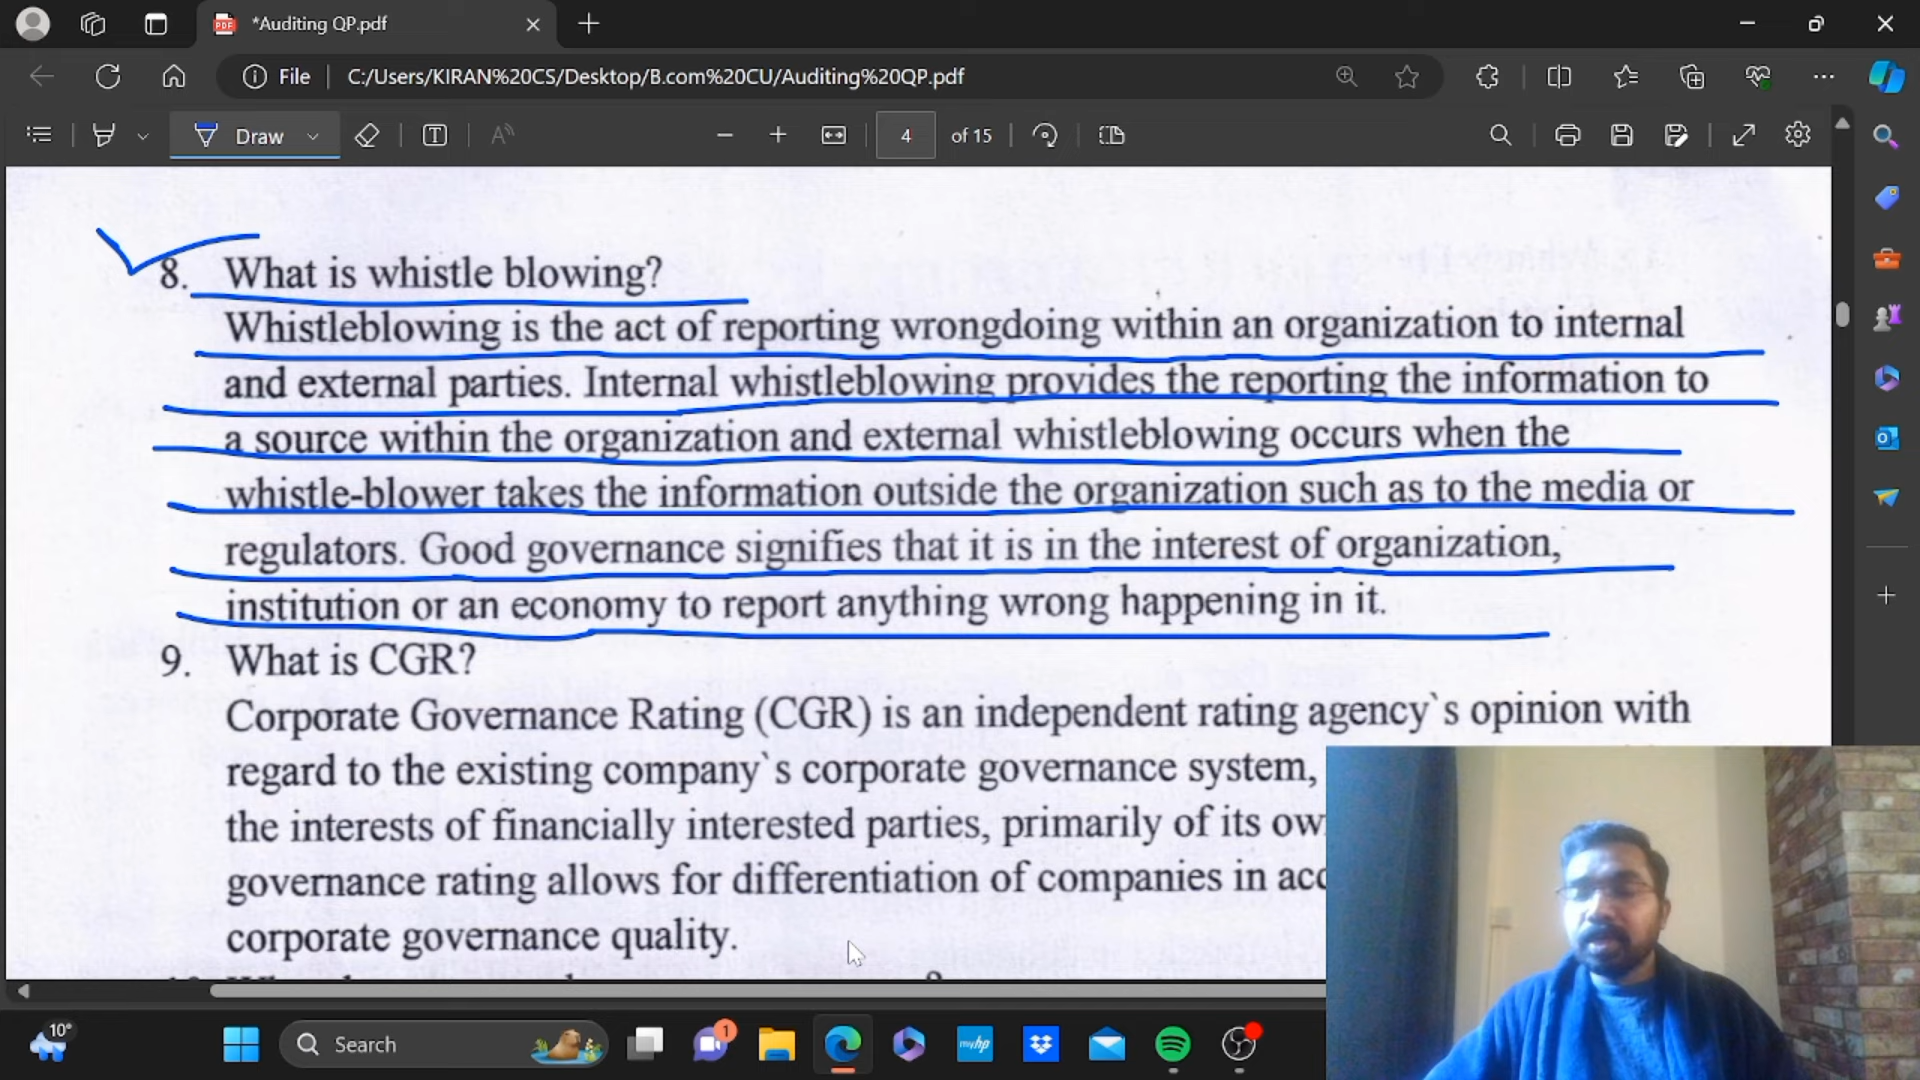 *Auditing QP.pdf
File
C:/Users/KIRAN%20CS/Desktop/B.com%20CU/Auditing%20QP.pdf
Draw
4 of 15
8. What is whistle blowing?
Whistleblowing is the act of reporting wrongdoing within an organization to internal
and external parties. Internal whistleblowing provides the reporting the information to
a source within the organization and external whistleblowing occurs when the
whistle-blower takes the information outside the organization such as to the media or
regulators. Good governance signifies that it is in the interest of organization,
institution or an economy to report anything wrong happening in it.
9. What is CGR?
Corporate Governance Rating (CGR) is an independent rating agency`s opinion with
regard to the existing company`s corporate governance system,
the interests of financially interested parties, primarily of its ow
governance rating allows for differentiation of companies in acc
corporate governance quality.
10°
Search
1
myhp